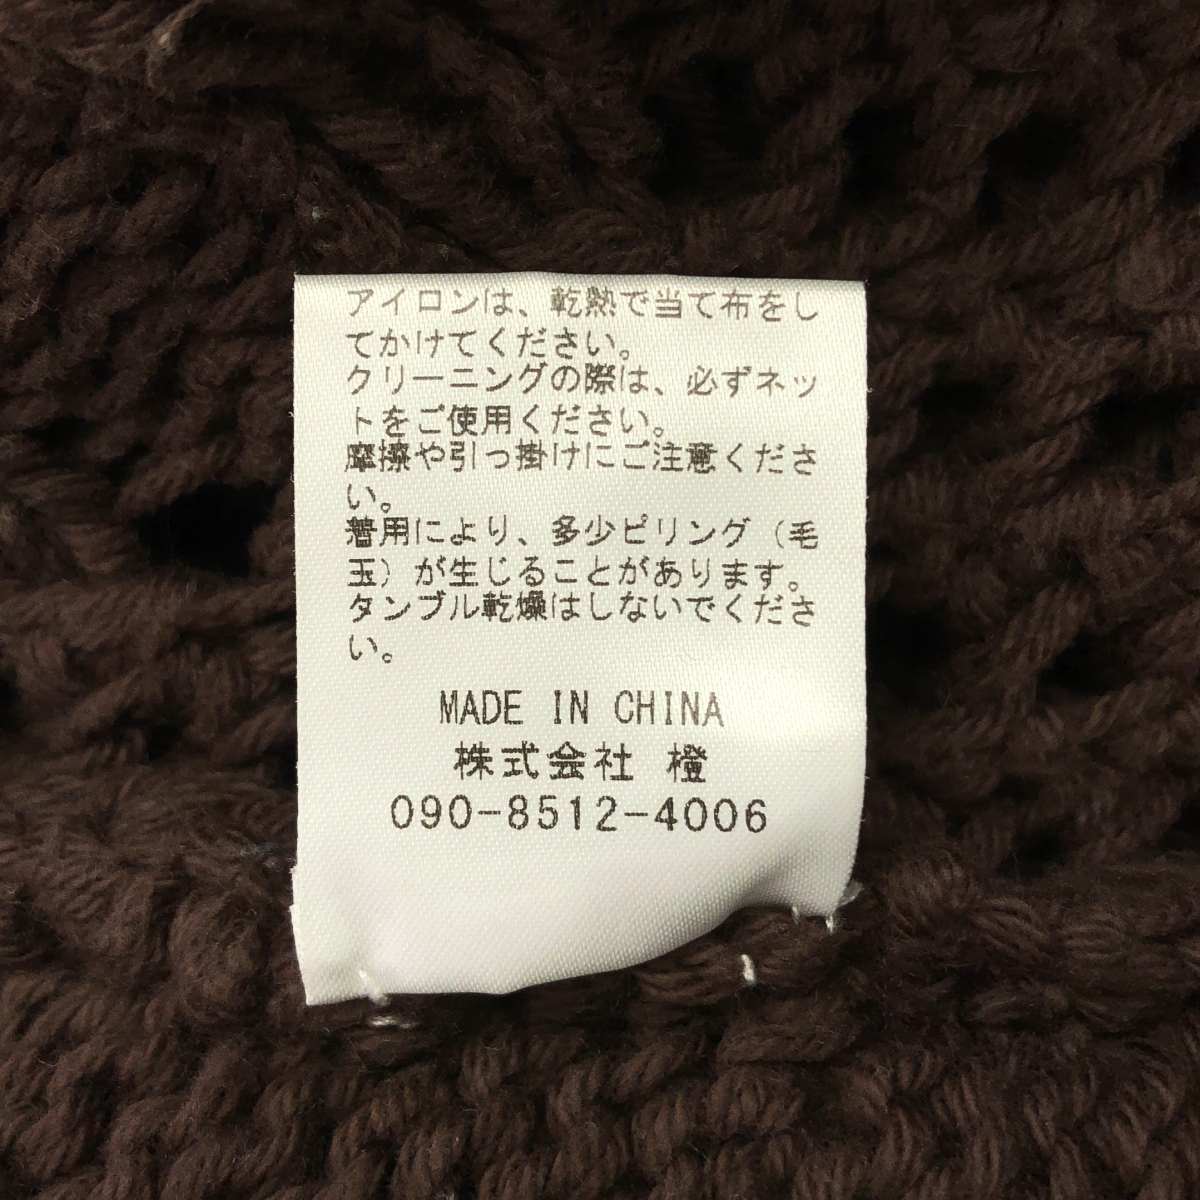 アイロンは、乾熱で当て布をし
てかけてください。
クリーニングの際は、必ずネッ
トをご使用ください。
摩擦や引っ掛けにご注意くださ
い。
着用により、多少ピリング（毛
玉）が生じることがあります。
タンブル乾燥はしないでくださ
い。
MADE IN CHINA
株式会社 橙
090-8512-4006